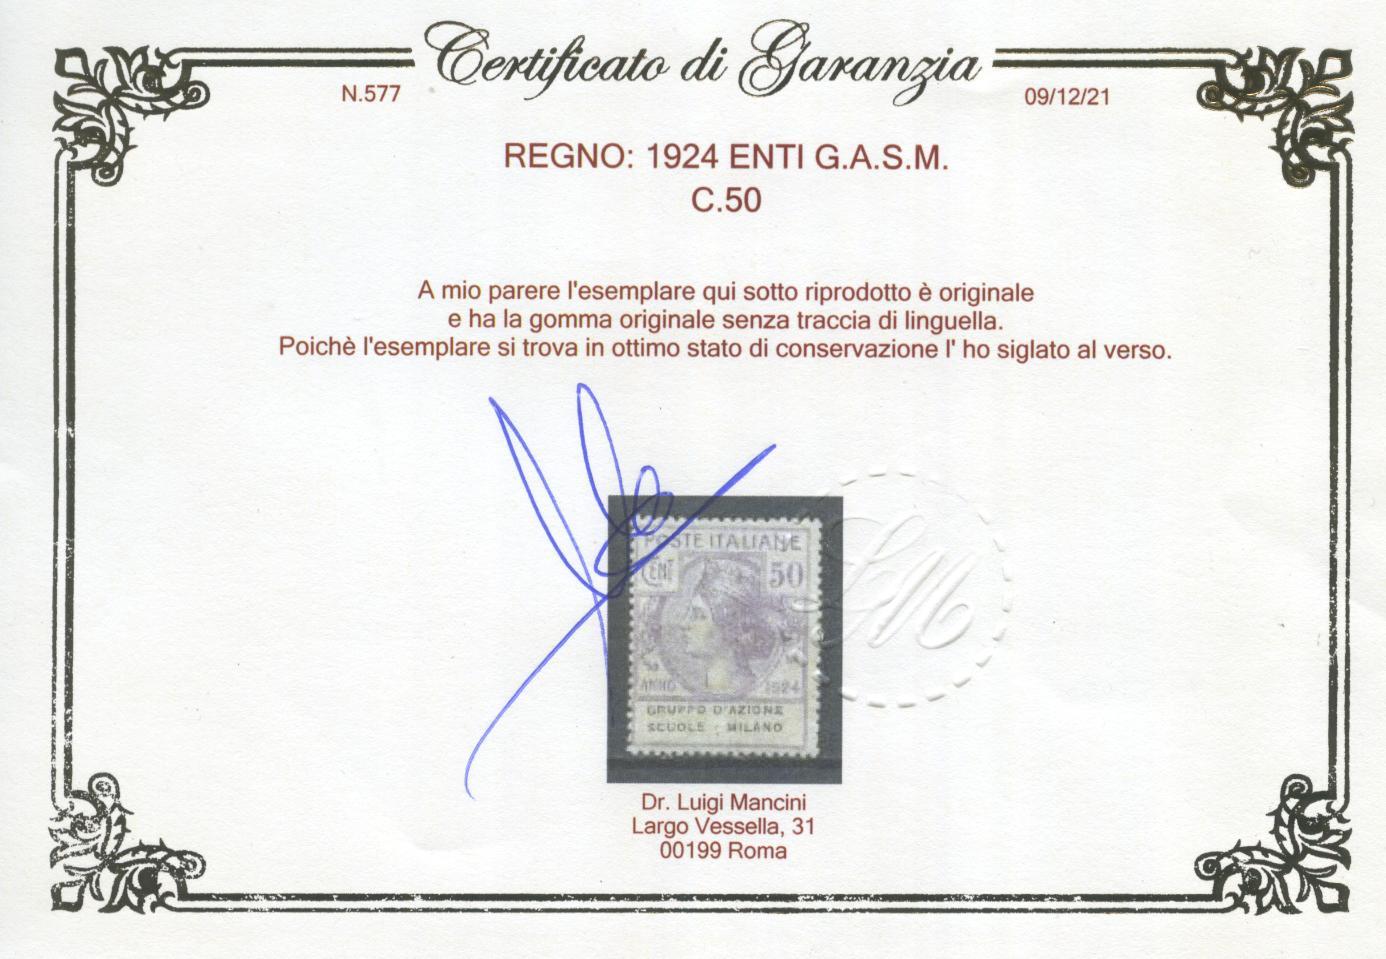 Certificato di Garanzia
N.577
09/12/21
REGNO: 1924 ENTI G.A.S.M.
C.50
A mio parere l'esemplare qui sotto riprodotto è originale
e ha la gomma originale senza traccia di linguella.
Poichè l'esemplare si trova in ottimo stato di conservazione l' ho siglato al verso.
POSTE ITALIANE
CENT 50
ANNO 1924
GRUPPO D'AZIONE
SCUOLE - MILANO
LM
Dr. Luigi Mancini
Largo Vessella, 31
00199 Roma